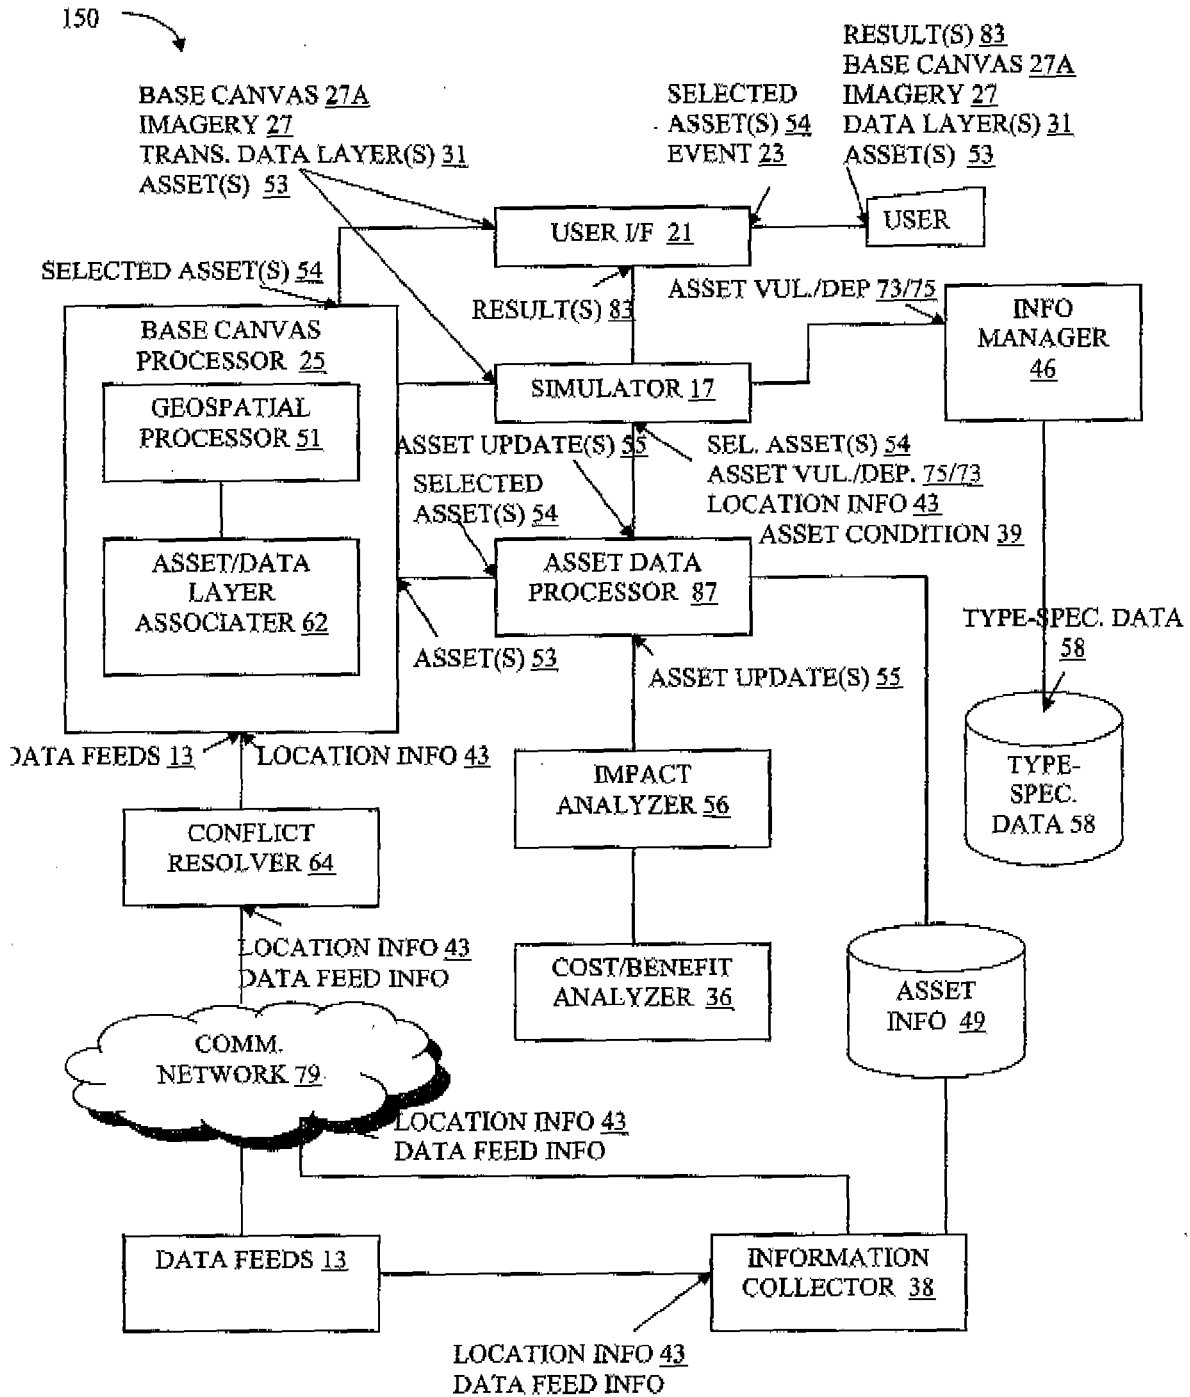 150
RESULT(S) 83
BASE CANVAS 27A
IMAGERY 27
DATA LAYER(S) 31
ASSET(S) 53
BASE CANVAS 27A
IMAGERY 27
TRANS. DATA LAYER(S) 31
ASSET(S) 53
SELECTED
ASSET(S) 54
EVENT 23
USER I/F 21
USER
SELECTED ASSET(S) 54
RESULT(S) 83
ASSET VUL./DEP 73/75
INFO
MANAGER
46
BASE CANVAS
PROCESSOR 25
GEOSPATIAL
PROCESSOR 51
SIMULATOR 17
ASSET UPDATE(S) 55
SEL. ASSET(S) 54
ASSET VUL./DEP. 75/73
LOCATION INFO 43
ASSET CONDITION 39
SELECTED
ASSET(S) 54
ASSET/DATA
LAYER
ASSOCIATER 62
ASSET DATA
PROCESSOR 87
ASSET(S) 53
ASSET UPDATE(S) 55
TYPE-SPEC. DATA
58
DATA FEEDS 13
LOCATION INFO 43
IMPACT
ANALYZER 56
TYPE-
SPEC.
DATA 58
CONFLICT
RESOLVER 64
LOCATION INFO 43
DATA FEED INFO
COST/BENEFIT
ANALYZER 36
ASSET
INFO 49
COMM.
NETWORK 79
LOCATION INFO 43
DATA FEED INFO
DATA FEEDS 13
INFORMATION
COLLECTOR 38
LOCATION INFO 43
DATA FEED INFO